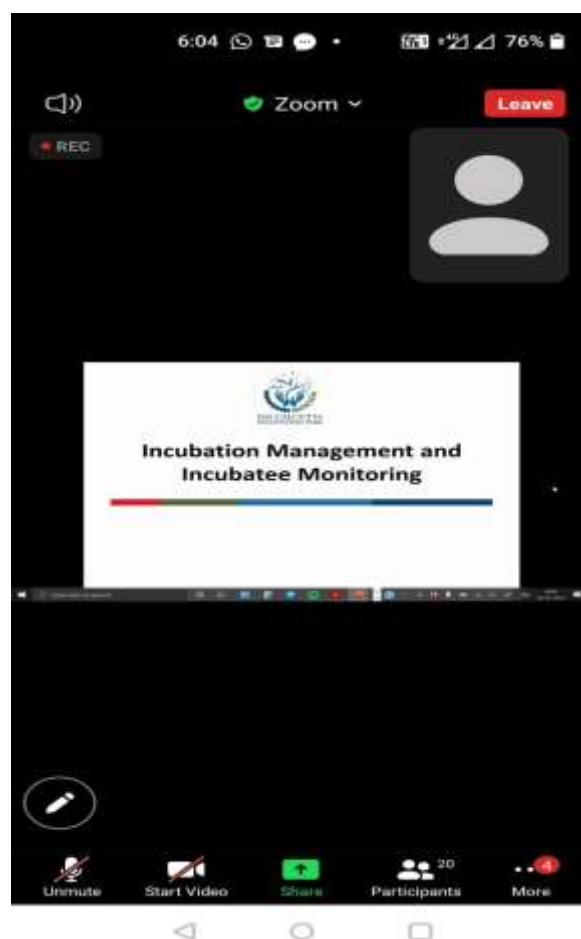 6:04
76%
Zoom
Leave
REC
Incubation Management and
Incubatee Monitoring
4
20
Unmute
Start Video
Share
Participants
More